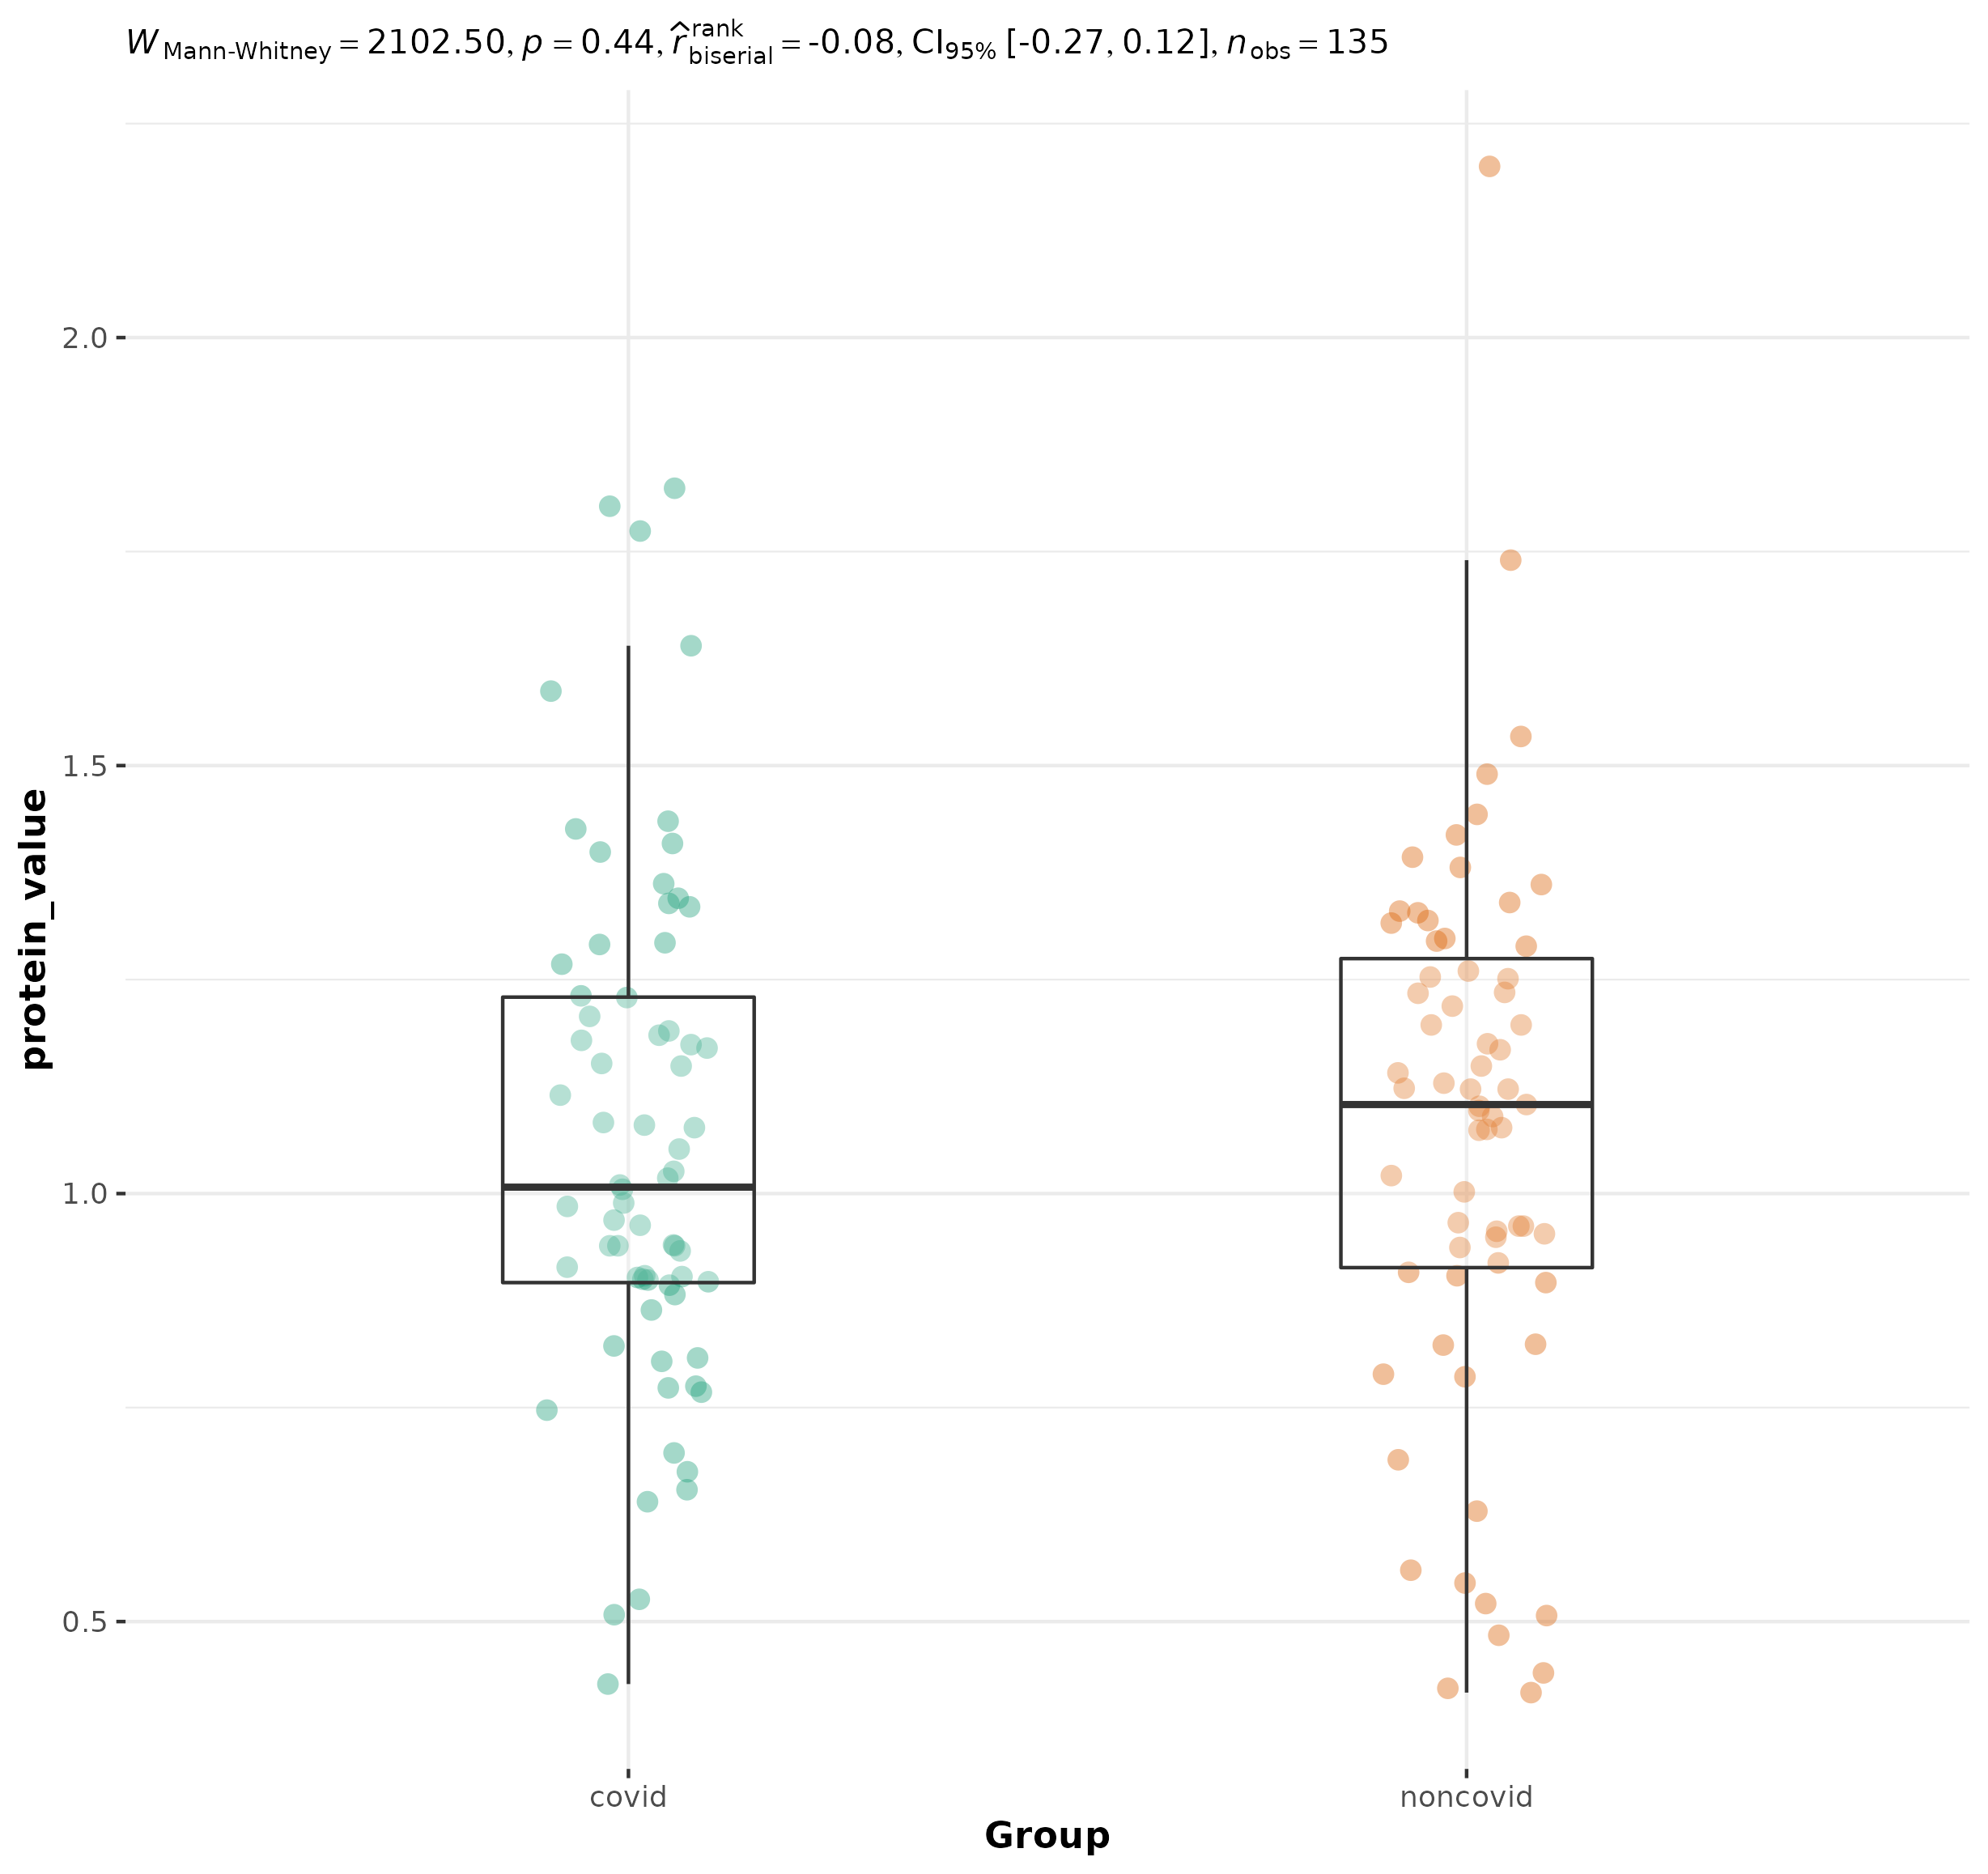 W Mann-Whitney = 2102.50, p = 0.44, r̂ rank biserial = -0.08, CI95% [-0.27, 0.12], nobs = 135
2.0
1.5
1.0
0.5
protein_value
covid noncovid
Group